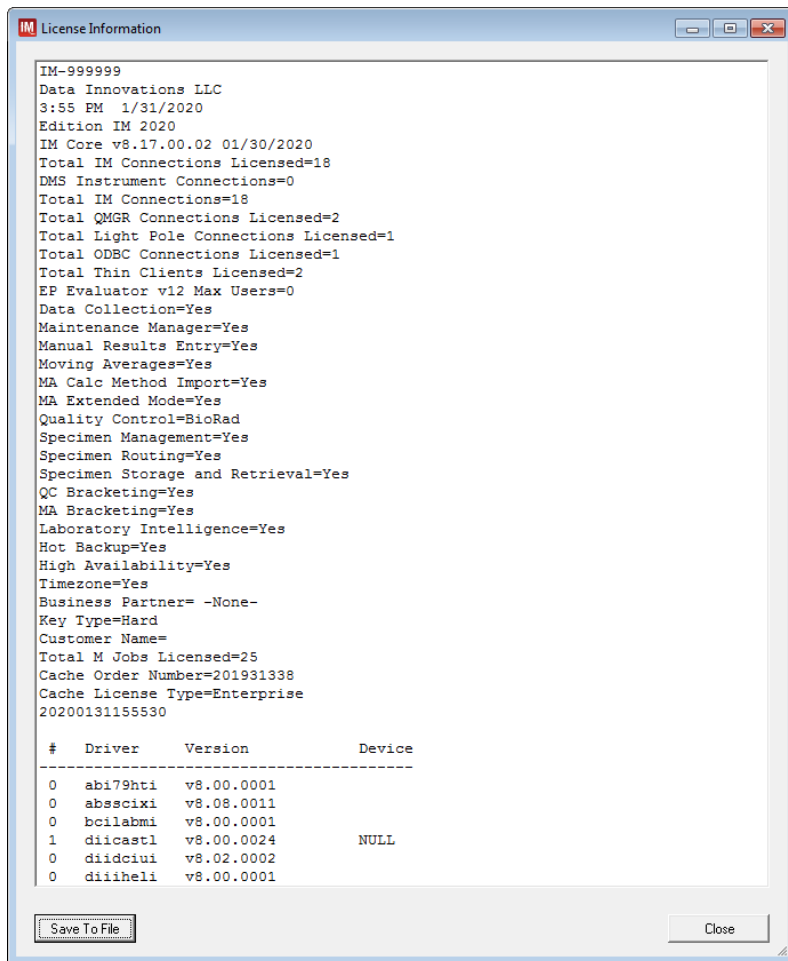 IM License Information
IM-999999
Data Innovations LLC
3:55 PM  1/31/2020
Edition IM 2020
IM Core v8.17.00.02 01/30/2020
Total IM Connections Licensed=18
DMS Instrument Connections=0
Total IM Connections=18
Total QMGR Connections Licensed=2
Total Light Pole Connections Licensed=1
Total ODBC Connections Licensed=1
Total Thin Clients Licensed=2
EP Evaluator v12 Max Users=0
Data Collection=Yes
Maintenance Manager=Yes
Manual Results Entry=Yes
Moving Averages=Yes
MA Calc Method Import=Yes
MA Extended Mode=Yes
Quality Control=BioRad
Specimen Management=Yes
Specimen Routing=Yes
Specimen Storage and Retrieval=Yes
QC Bracketing=Yes
MA Bracketing=Yes
Laboratory Intelligence=Yes
Hot Backup=Yes
High Availability=Yes
Timezone=Yes
Business Partner= -None-
Key Type=Hard
Customer Name=
Total M Jobs Licensed=25
Cache Order Number=201931338
Cache License Type=Enterprise
20200131155530
# Driver Version Device
-----------------------------------------
0 abi79hti v8.00.0001
0 absscixi v8.08.0011
0 bcilabmi v8.00.0001
1 diicastl v8.00.0024 NULL
0 diidciui v8.02.0002
0 diiiheli v8.00.0001
Save To File Close